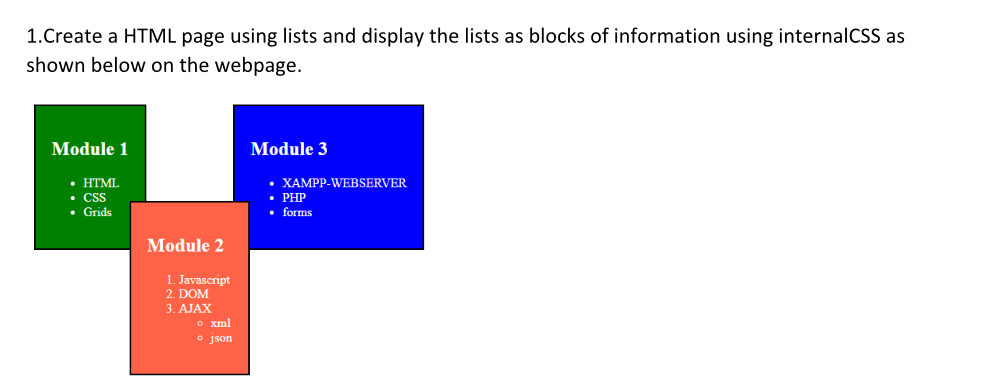 1.Create a HTML page using lists and display the lists as blocks of information using internalCSS as
shown below on the webpage.
Module 1
• HTML
• CSS
• Grids
Module 2
1. Javascript
2. DOM
3. AJAX
○ xml
○ json
Module 3
• XAMPP-WEBSERVER
• PHP
• forms